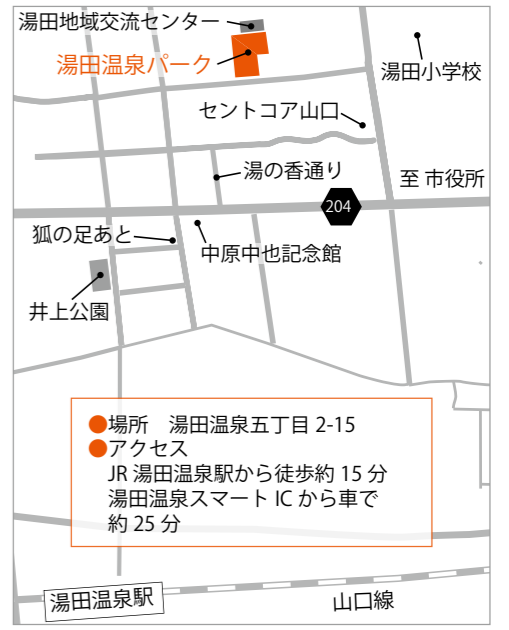 湯田地域交流センター
湯田温泉パーク
湯田小学校
セントコア山口
湯の香通り
至 市役所
204
狐の足あと
中原中也記念館
井上公園
●場所　湯田温泉五丁目 2-15
●アクセス
JR 湯田温泉駅から徒歩約 15 分
湯田温泉スマート IC から車で
約 25 分
湯田温泉駅
山口線